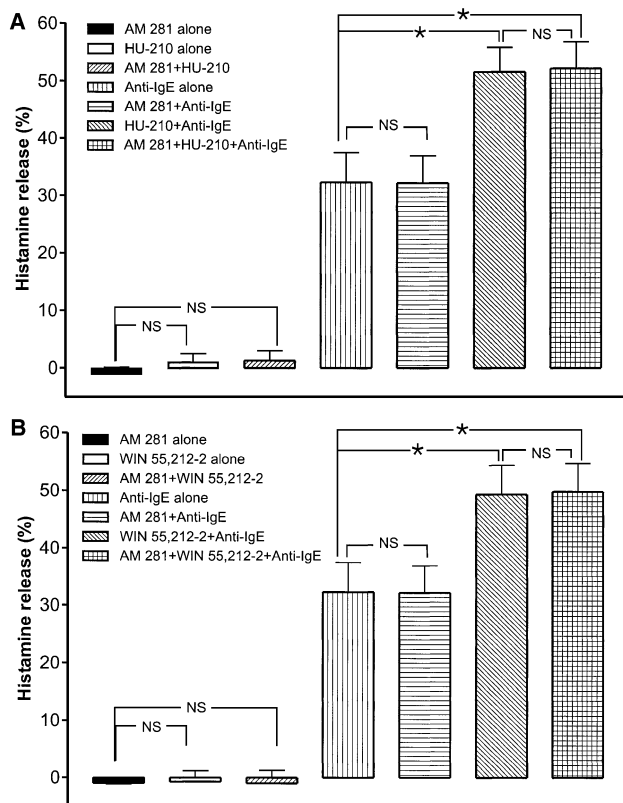 A
Histamine release (%)
60
50
40
30
20
10
0
AM 281 alone
HU-210 alone
AM 281+HU-210
Anti-IgE alone
AM 281+Anti-IgE
HU-210+Anti-IgE
AM 281+HU-210+Anti-IgE
*
*
NS
NS
NS
NS
B
Histamine release (%)
60
50
40
30
20
10
0
AM 281 alone
WIN 55,212-2 alone
AM 281+WIN 55,212-2
Anti-IgE alone
AM 281+Anti-IgE
WIN 55,212-2+Anti-IgE
AM 281+WIN 55,212-2+Anti-IgE
*
*
NS
NS
NS
NS